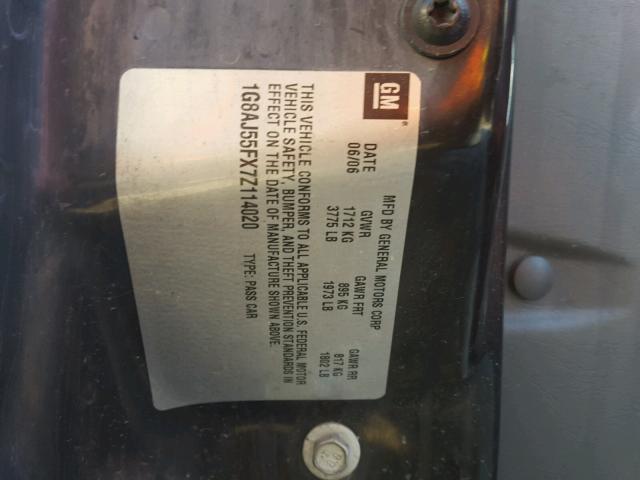 GM®
MFD BY GENERAL MOTORS CORP
DATE GVWR GAWR FRT GAWR RR
06/06 1712 KG 895 KG 817 KG
3775 LB 1973 LB 1802 LB
THIS VEHICLE CONFORMS TO ALL APPLICABLE U.S. FEDERAL MOTOR
VEHICLE SAFETY, BUMPER, AND THEFT PREVENTION STANDARDS IN
EFFECT ON THE DATE OF MANUFACTURE SHOWN ABOVE.
1G8AJ55FX7Z114020 TYPE: PASS CAR